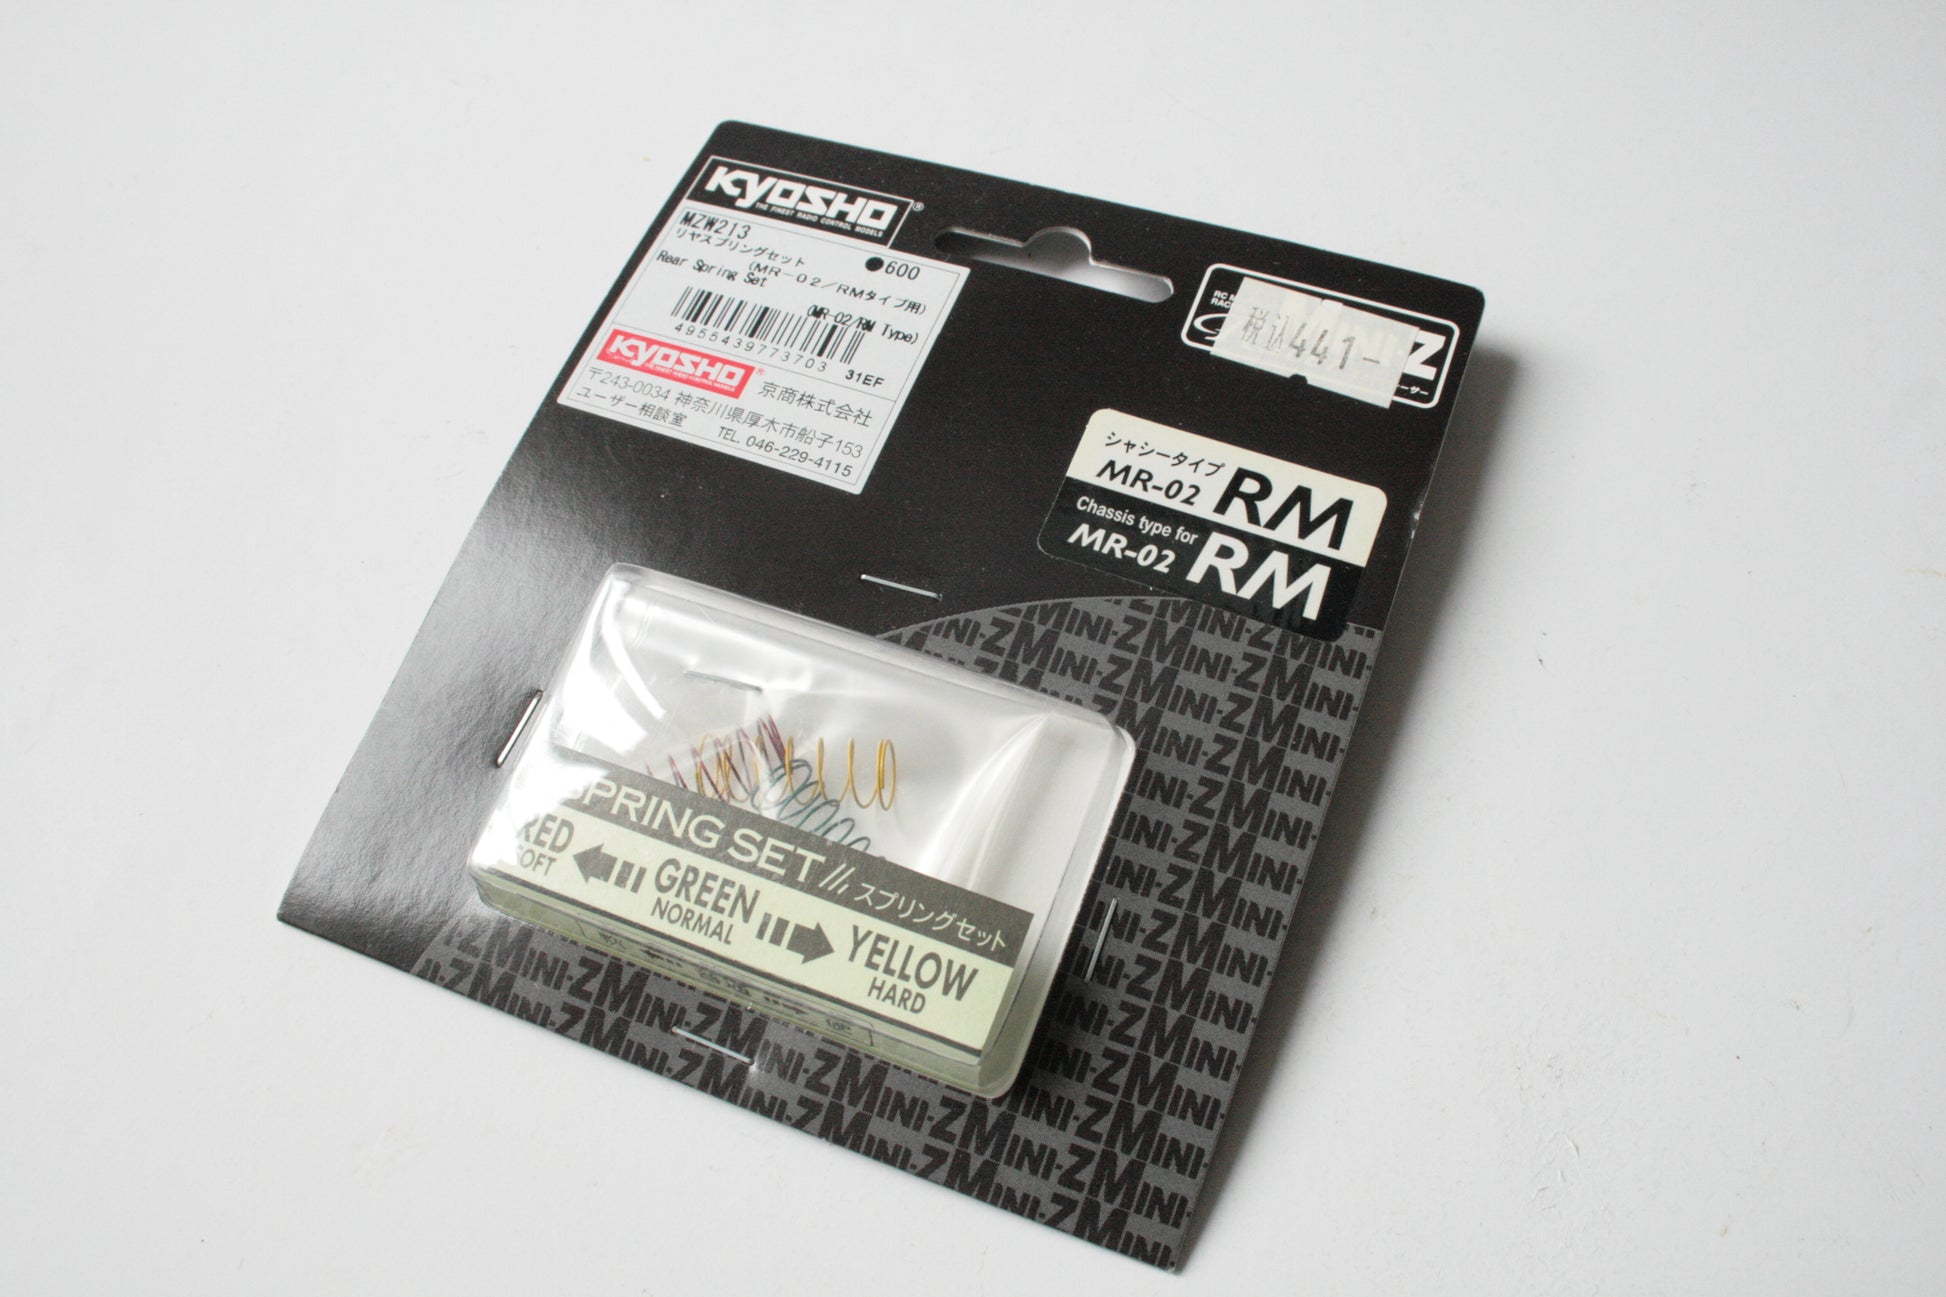 KYOSHO®
THE FINEST RADIO CONTROL MODELS
MZW213
リヤスプリングセット
●600
(MR-02/RMタイプ用)
Rear Spring Set
(MR-02/RM Type)
4955439773703
31EF
KYOSHO®
THE FINEST RADIO CONTROL MODELS
京商株式会社
〒243-0034 神奈川県厚木市船子153
ユーザー相談室 TEL. 046-229-4115
税込441-
シャシータイプ
MR-02 RM
Chassis type for
MR-02 RM
SPRING SET // スプリングセット
RED
SOFT
GREEN
NORMAL
YELLOW
HARD
MINI-Z